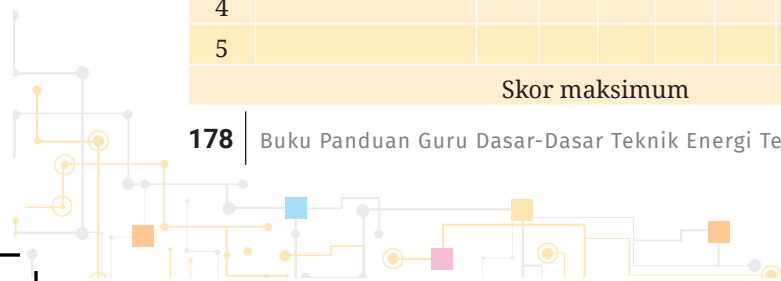 4
5
Skor maksimum
178 Buku Panduan Guru Dasar-Dasar Teknik Energi Te